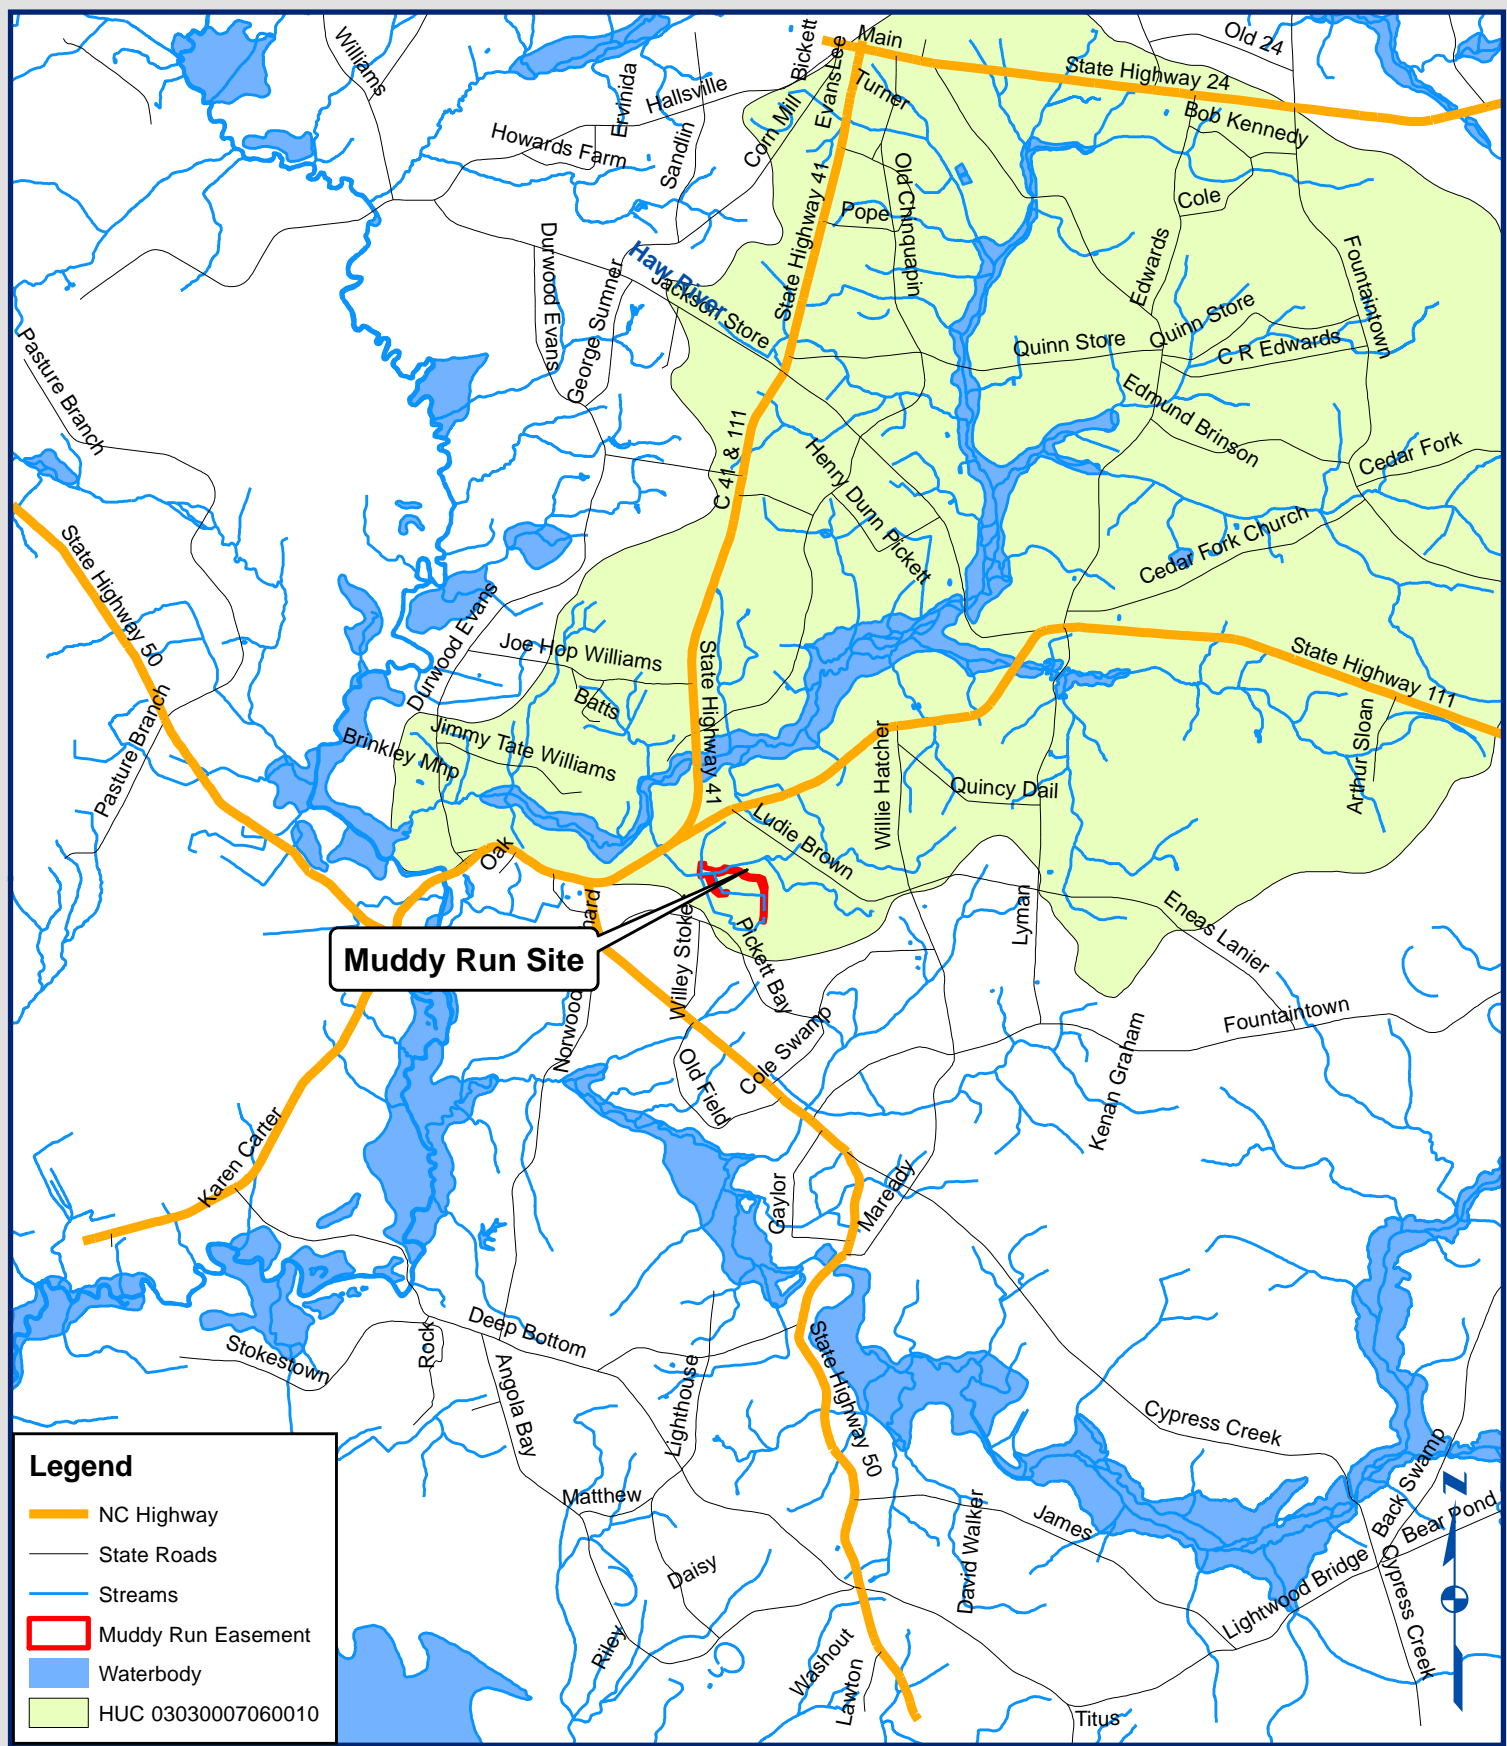 Main
Old 24
Williams
Bickett
Lee
Evans
State Highway 24
Turner
Ervinida
Hallsville
Corn Mill
Bob Kennedy
Howards Farm
Sandlin
Old Chinquapin
State Highway 41
Pope
Cole
Edwards
Fountaintown
Durwood Evans
George Sumner
Haw River
Jackson Store
Quinn Store
Quinn Store
C R Edwards
Pasture Branch
Edmund Brinson
C 41 & 111
Henry Dunn Pickett
Cedar Fork
Cedar Fork Church
State Highway 50
Durwood Evans
Joe Hop Williams
State Highway 41
State Highway 111
Batts
Pasture Branch
Brinkley Mhp
Jimmy Tate Williams
Willie Hatcher
Quincy Dail
Arthur Sloan
Ludie Brown
Oak
Lyman
Eneas Lanier
Muddy Run Site
Norwood
nard
Willey Stoke
Pickett Bay
Fountaintown
Old Field
Cole Swamp
Kenan Graham
Karen Carter
Gaylor
Maready
Stokestown
Rock
Deep Bottom
Angola Bay
Lighthouse
State Highway 50
Cypress Creek
Back Swamp
Bear Pond
Matthew
James
David Walker
Daisy
Lightwood Bridge
Cypress Creek
Riley
Washout
Lawton
Titus
Legend
NC Highway
State Roads
Streams
Muddy Run Easement
Waterbody
HUC 03030007060010
N